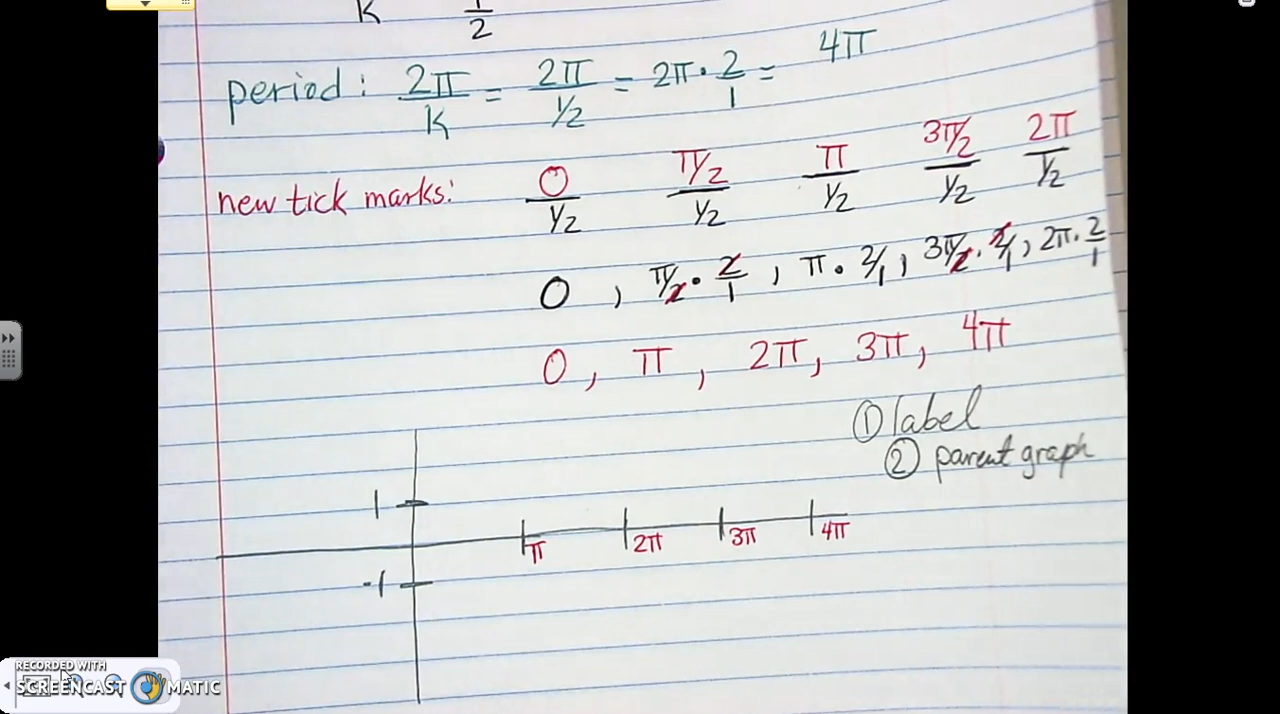 K 1/2
period: 2π/K = 2π/½ = 2π · 2/1 = 4π
new tick marks: 0/½ π/2/½ π/½ 3π/2/½ 2π/½
0, π/2 · 2/1, π · 2/1, 3π/2 · 2/1, 2π · 2/1
0, π, 2π, 3π, 4π
① label
② parent graph
1
π 2π 3π 4π
-1
RECORDED WITH
SCREENCAST MATIC